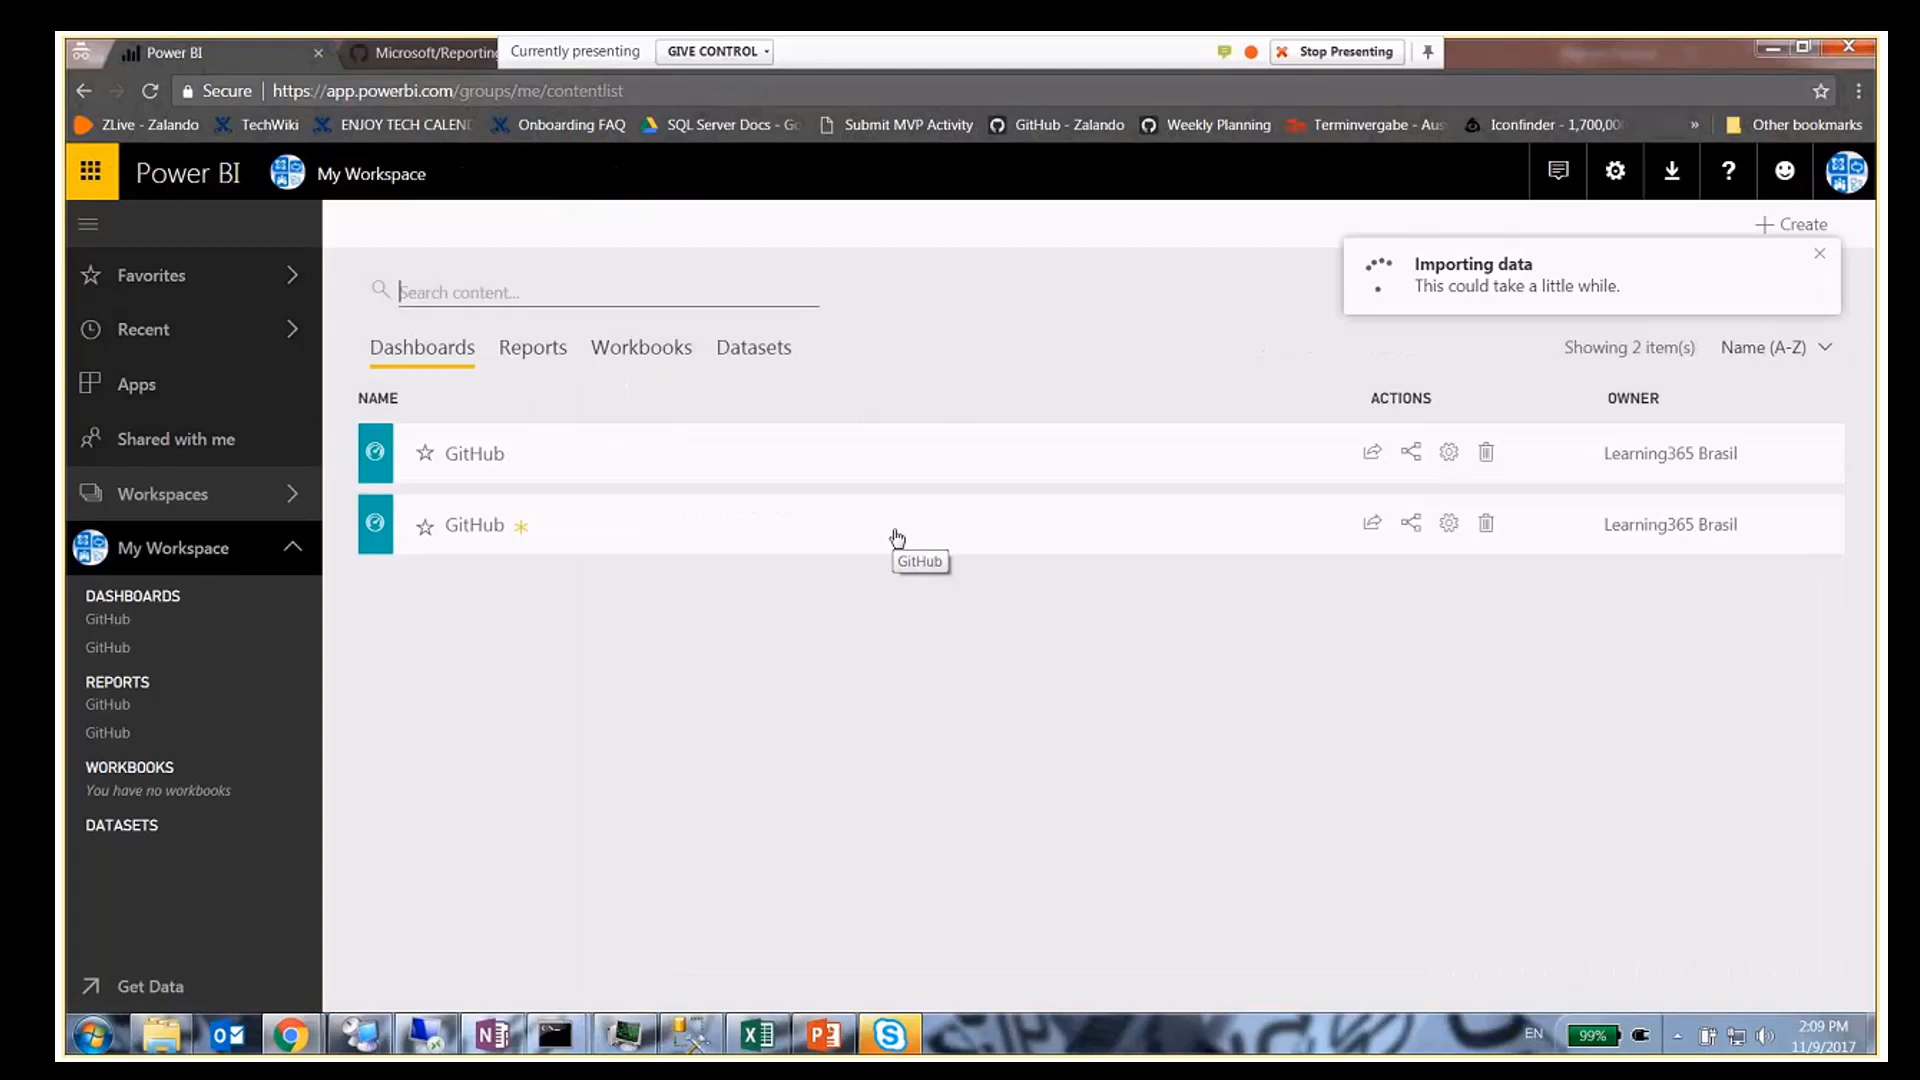 Power BI
Microsoft/Reporting
Currently presenting
GIVE CONTROL
Stop Presenting
Secure | https://app.powerbi.com/groups/me/contentlist
ZLive - Zalando
TechWiki
ENJOY TECH CALEND
Onboarding FAQ
SQL Server Docs - Go
Submit MVP Activity
GitHub - Zalando
Weekly Planning
Terminvergabe - Aus
Iconfinder - 1,700,00
»
Other bookmarks
Power BI
My Workspace
?
Create
Favorites
Recent
Apps
Shared with me
Workspaces
My Workspace
DASHBOARDS
GitHub
GitHub
REPORTS
GitHub
GitHub
WORKBOOKS
You have no workbooks
DATASETS
Get Data
Search content...
Importing data
This could take a little while.
Dashboards
Reports
Workbooks
Datasets
Showing 2 item(s)
Name (A-Z)
NAME
ACTIONS
OWNER
GitHub
Learning365 Brasil
GitHub
Learning365 Brasil
GitHub
EN
99%
2:09 PM
11/9/2017